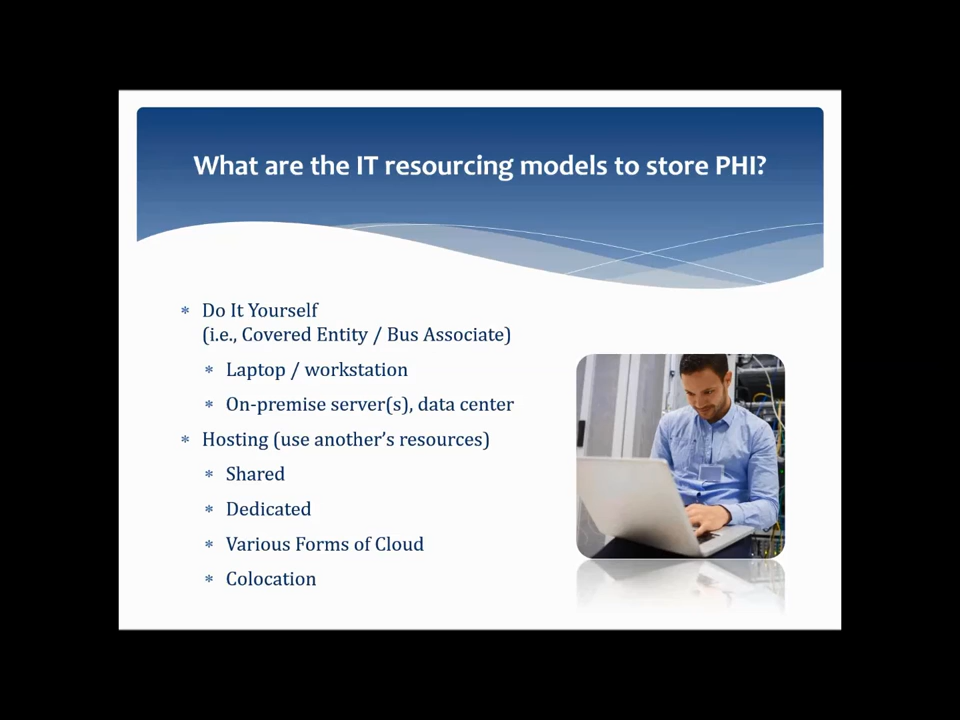 What are the IT resourcing models to store PHI?
* Do It Yourself
(i.e., Covered Entity / Bus Associate)
* Laptop / workstation
* On-premise server(s), data center
* Hosting (use another’s resources)
* Shared
* Dedicated
* Various Forms of Cloud
* Colocation